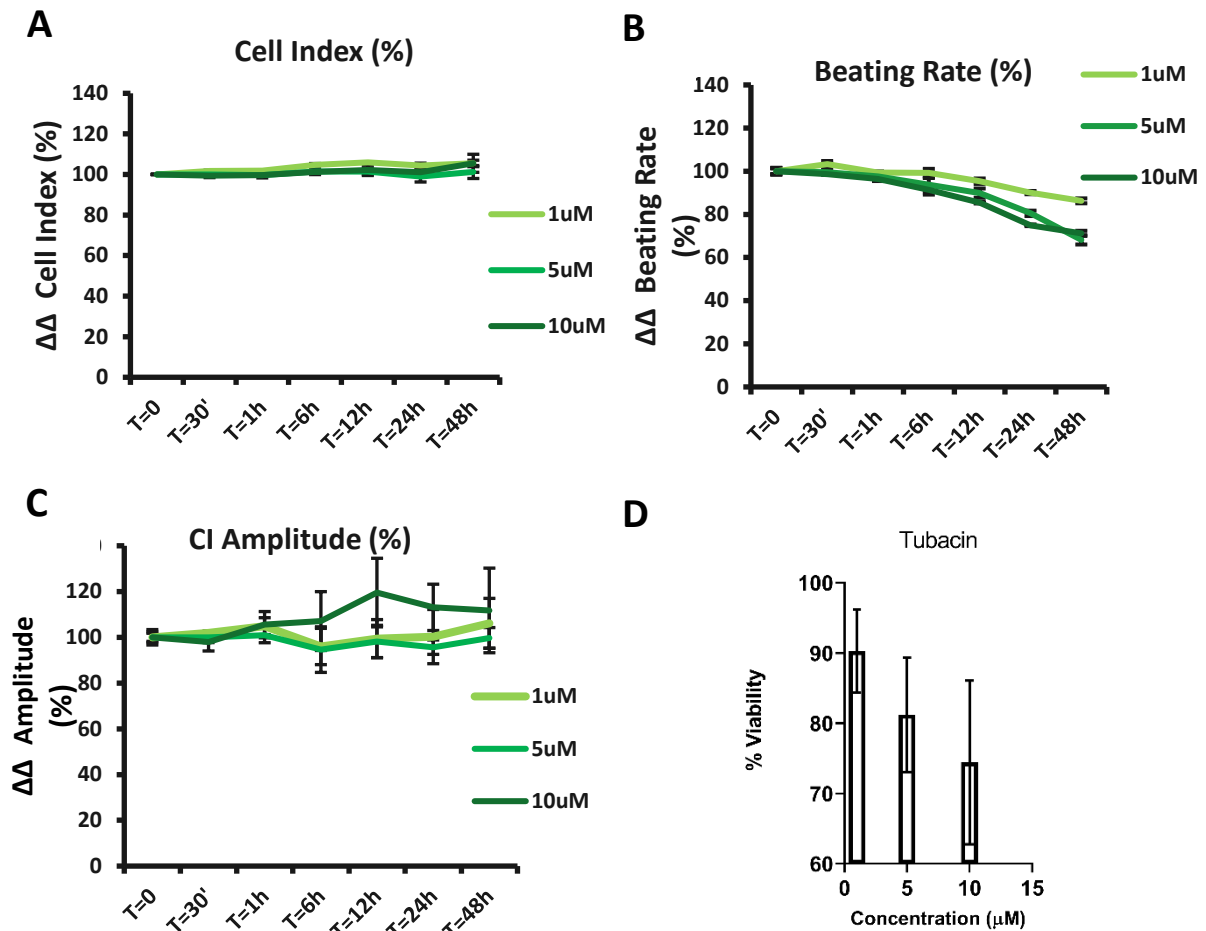 A
Cell Index (%)
ΔΔ Cell Index (%)
140
120
100
80
60
40
20
0
T=0
T=30'
T=1h
T=6h
T=12h
T=24h
T=48h
1uM
5uM
10uM
B
Beating Rate (%)
ΔΔ Beating Rate
(%)
140
120
100
80
60
40
20
0
T=0
T=30'
T=1h
T=6h
T=12h
T=24h
T=48h
1uM
5uM
10uM
C
CI Amplitude (%)
ΔΔ Amplitude
(%)
120
100
80
60
40
20
0
T=0
T=30'
T=1h
T=6h
T=12h
T=24h
T=48h
1uM
5uM
10uM
D
Tubacin
% Viability
100
90
80
70
60
0
5
10
15
Concentration (μM)